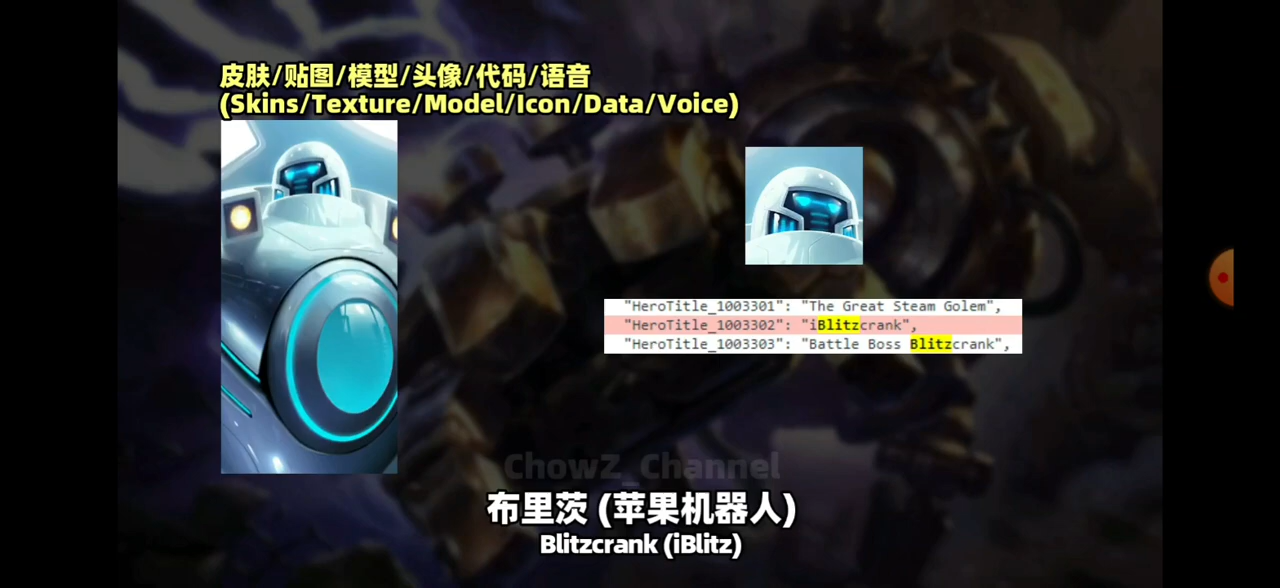 皮肤/贴图/模型/头像/代码/语音
(Skins/Texture/Model/Icon/Data/Voice)
"HeroTitle_1003301": "The Great Steam Golem",
"HeroTitle_1003302": "iBlitzcrank",
"HeroTitle_1003303": "Battle Boss Blitzcrank",
ChowZ_Channel
布里茨 (苹果机器人)
Blitzcrank (iBlitz)